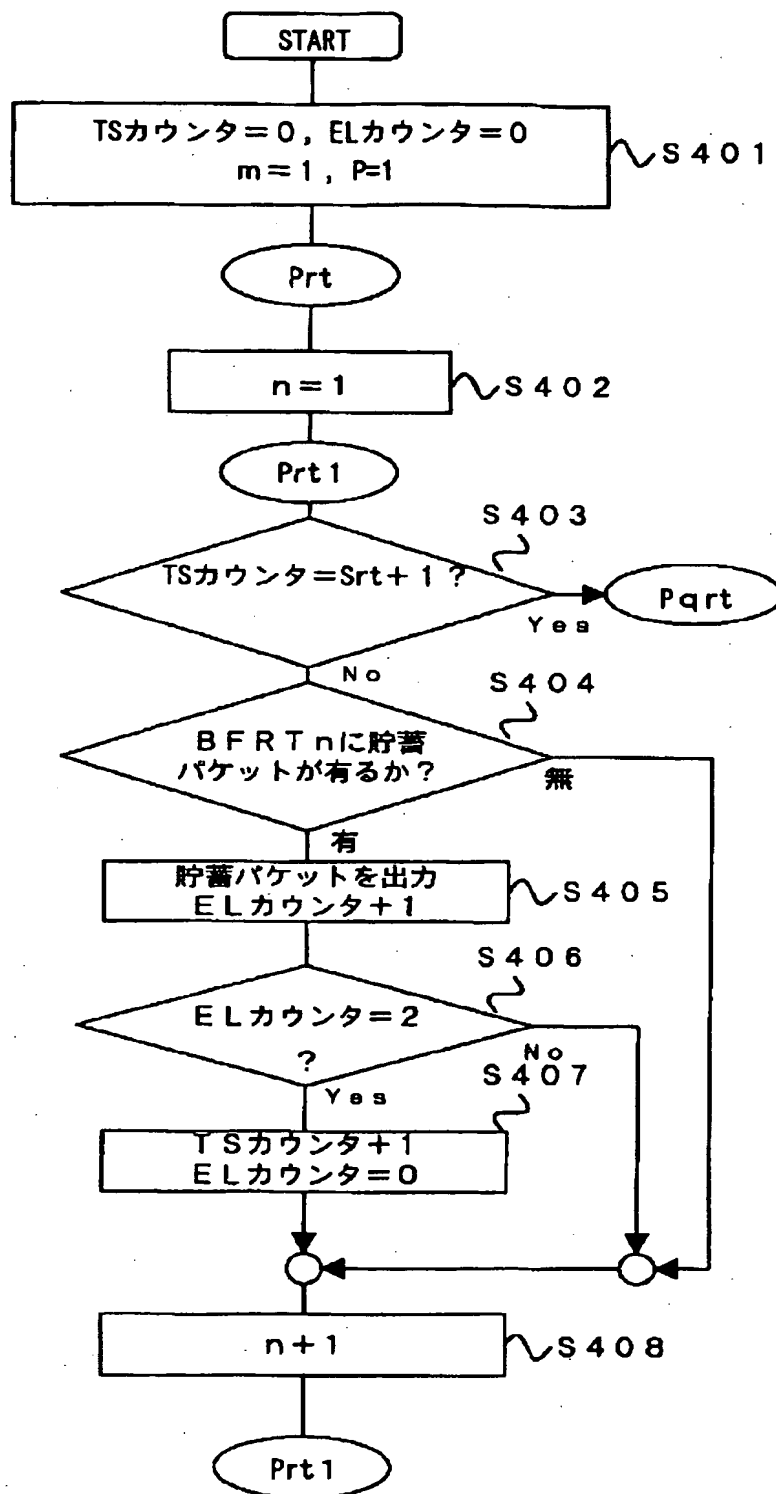 START
TSカウンタ=0, ELカウンタ=0
m=1, P=1
S401
Prt
n=1
S402
Prt1
S403
TSカウンタ=Srt+1?
Yes
Pqrt
No
S404
BFRTnに貯蓄
パケットが有るか?
無
有
貯蓄パケットを出力
ELカウンタ+1
S405
S406
ELカウンタ=2
?
No
Yes
S407
TSカウンタ+1
ELカウンタ=0
n+1
S408
Prt1